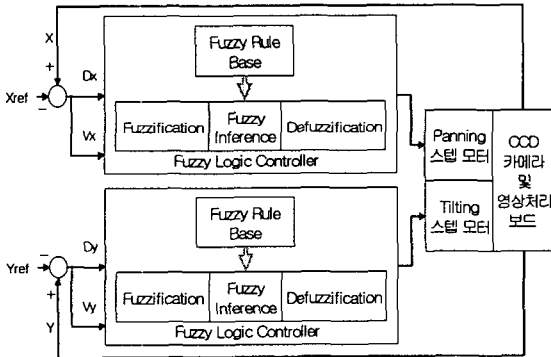 X
+
Xref
−
Dx
Vx
Fuzzy Rule
Base
Fuzzification
Fuzzy
Inference
Defuzzification
Fuzzy Logic Controller
Panning
스텝 모터
Tilting
스텝 모터
CCD
카메라
및
영상처리
보드
Yref
−
+
Y
Dy
Vy
Fuzzy Rule
Base
Fuzzification
Fuzzy
Inference
Defuzzification
Fuzzy Logic Controller